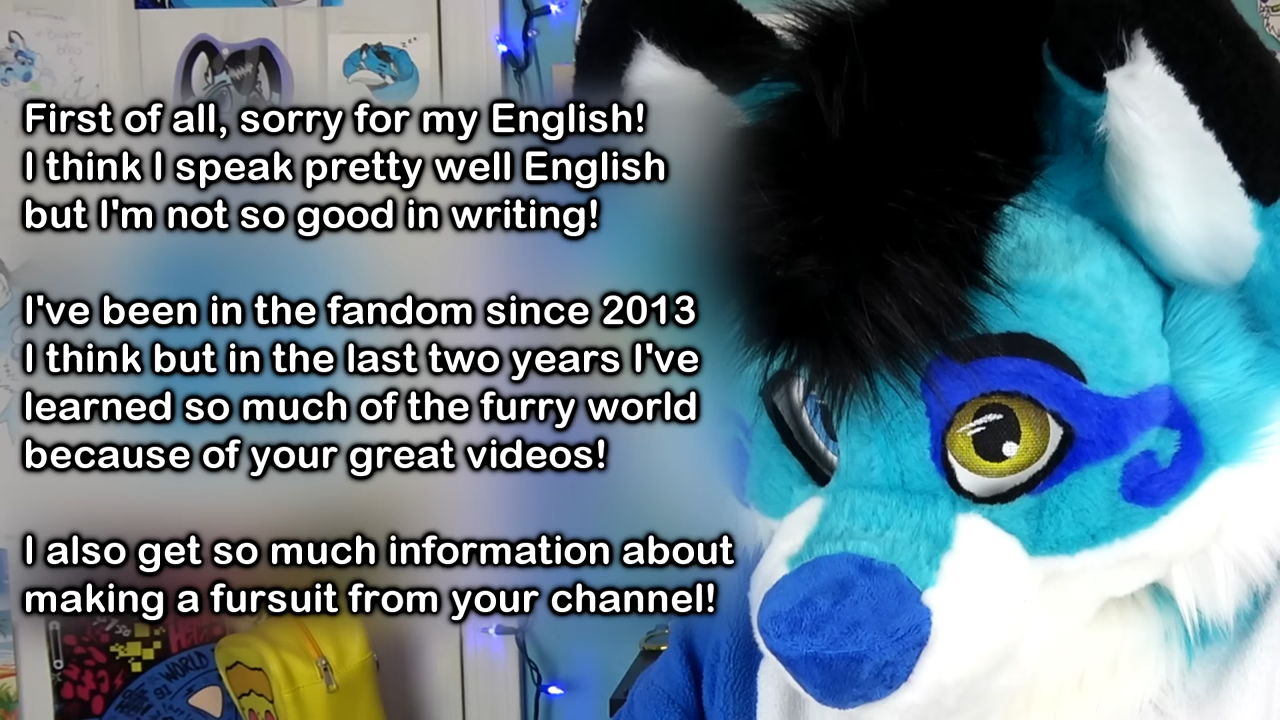 First of all, sorry for my English!
I think I speak pretty well English
but I'm not so good in writing!
I've been in the fandom since 2013
I think but in the last two years I've
learned so much of the furry world
because of your great videos!
I also get so much information about
making a fursuit from your channel!
WORLD
91